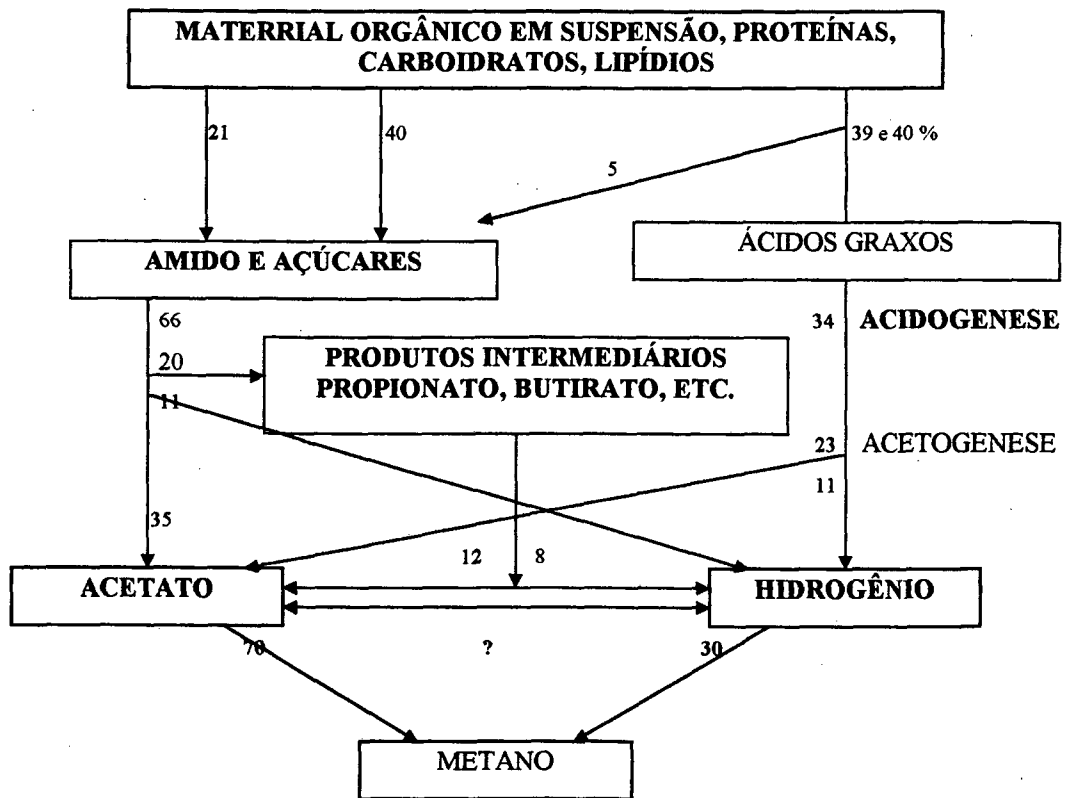 MATERRIAL ORGÂNICO EM SUSPENSÃO, PROTEÍNAS,
CARBOIDRATOS, LIPÍDIOS
21
40
39 e 40 %
5
AMIDO E AÇÚCARES
ÁCIDOS GRAXOS
66
34 ACIDOGENESE
20
PRODUTOS INTERMEDIÁRIOS
PROPIONATO, BUTIRATO, ETC.
11
23 ACETOGENESE
11
35
12 8
ACETATO
HIDROGÊNIO
70 ? 30
METANO